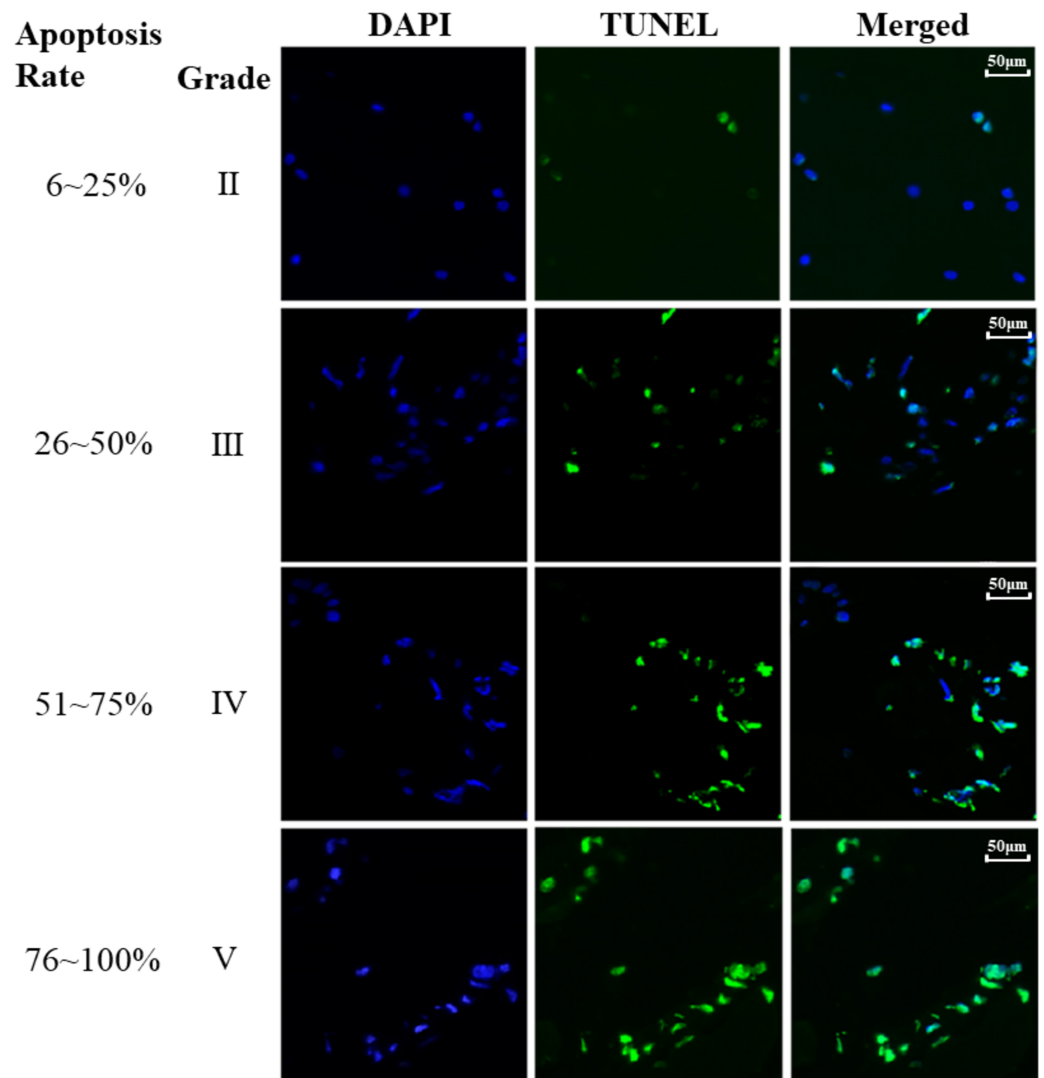 Apoptosis
Rate
Grade
DAPI
TUNEL
Merged
6~25%
II
50μm
26~50%
III
50μm
51~75%
IV
50μm
76~100%
V
50μm